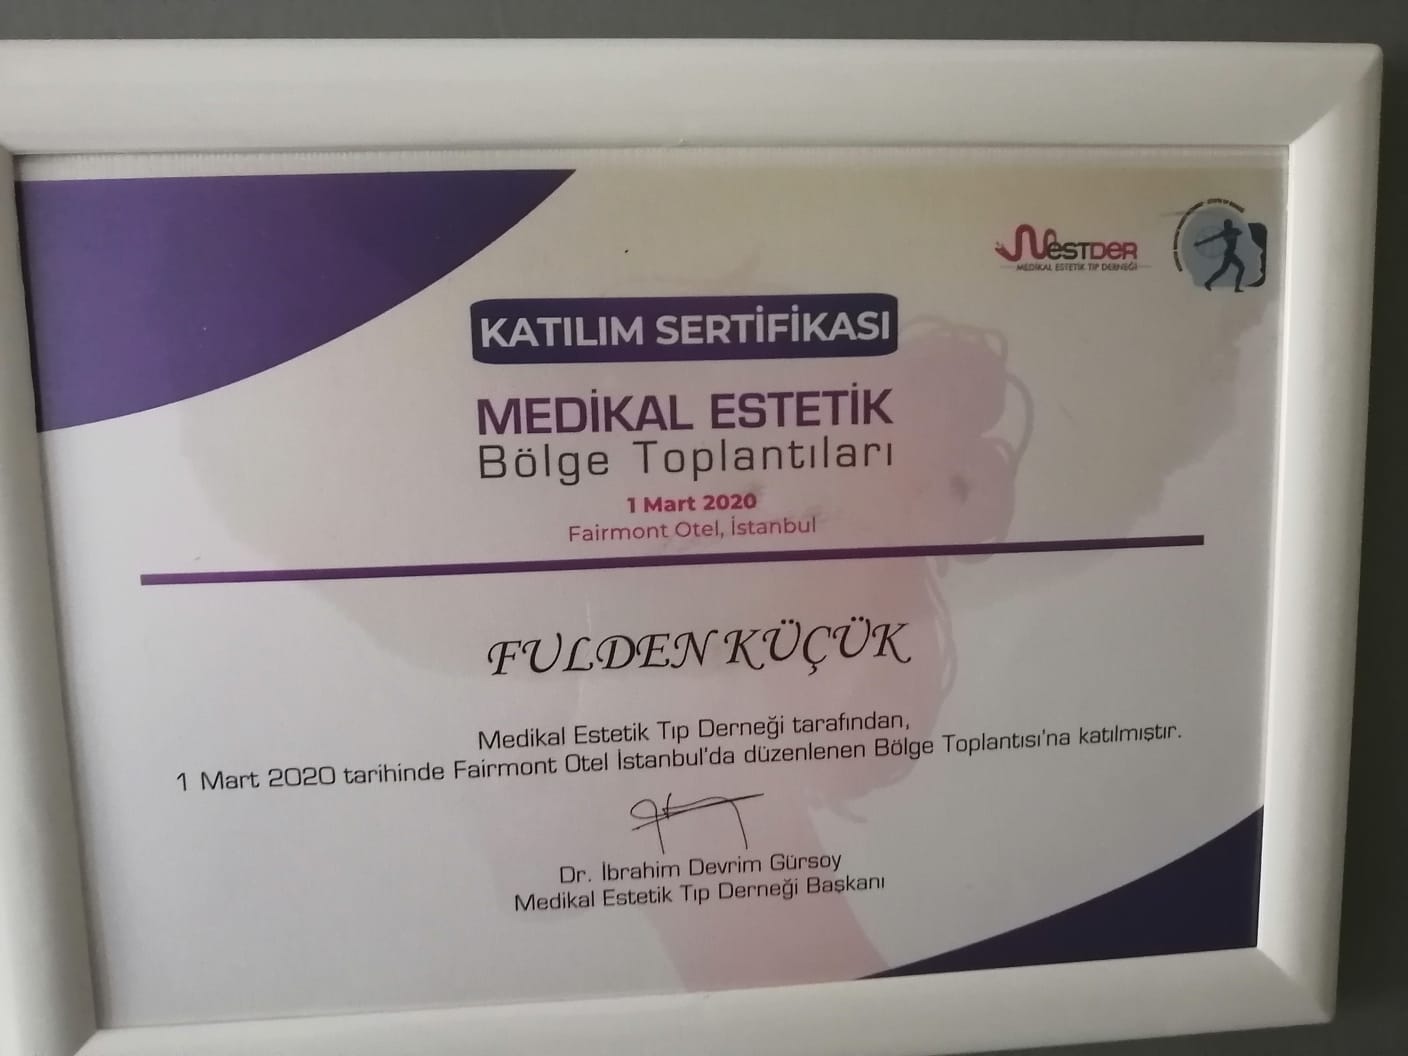 MESTDER
MEDİKAL ESTETİK TIP DERNEĞİ
KATILIM SERTİFİKASI
MEDİKAL ESTETİK
Bölge Toplantıları
1 Mart 2020
Fairmont Otel, İstanbul
FULDEN KÜÇÜK
Medikal Estetik Tıp Derneği tarafından,
1 Mart 2020 tarihinde Fairmont Otel İstanbul'da düzenlenen Bölge Toplantısı'na katılmıştır.
Dr. İbrahim Devrim Gürsoy
Medikal Estetik Tıp Derneği Başkanı